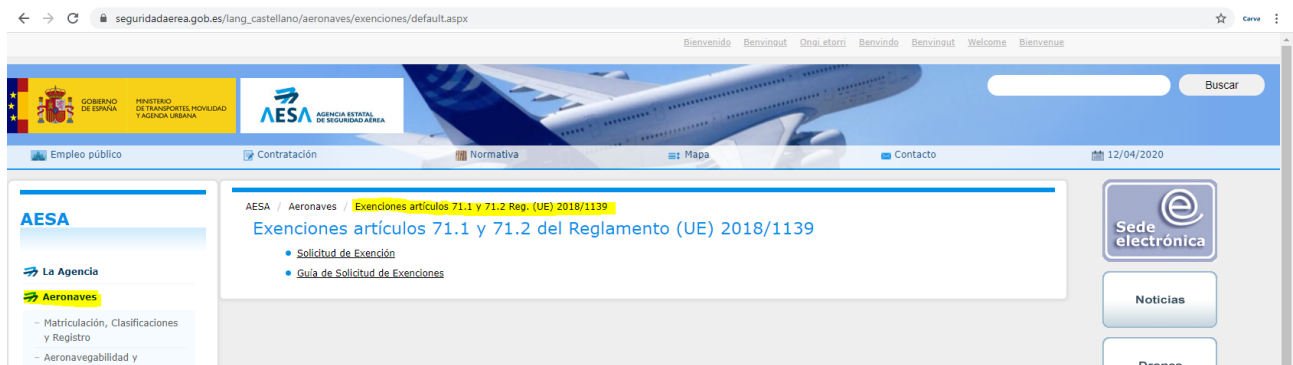 seguridadaerea.gob.es/lang_castellano/aeronaves/exenciones/default.aspx
Carva
Bienvenido Benvingut Ongi etorri Benvindo Benvingut Welcome Bienvenue
GOBIERNO DE ESPAÑA
MINISTERIO DE TRANSPORTES, MOVILIDAD Y AGENDA URBANA
AESA AGENCIA ESTATAL DE SEGURIDAD AÉREA
Buscar
Empleo público Contratación Normativa Mapa Contacto 12/04/2020
AESA
La Agencia
Aeronaves
– Matriculación, Clasificaciones
y Registro
– Aeronavegabilidad y
AESA / Aeronaves / Exenciones artículos 71.1 y 71.2 Reg. (UE) 2018/1139
Exenciones artículos 71.1 y 71.2 del Reglamento (UE) 2018/1139
• Solicitud de Exención
• Guía de Solicitud de Exenciones
Sede
electrónica
Noticias
Drones